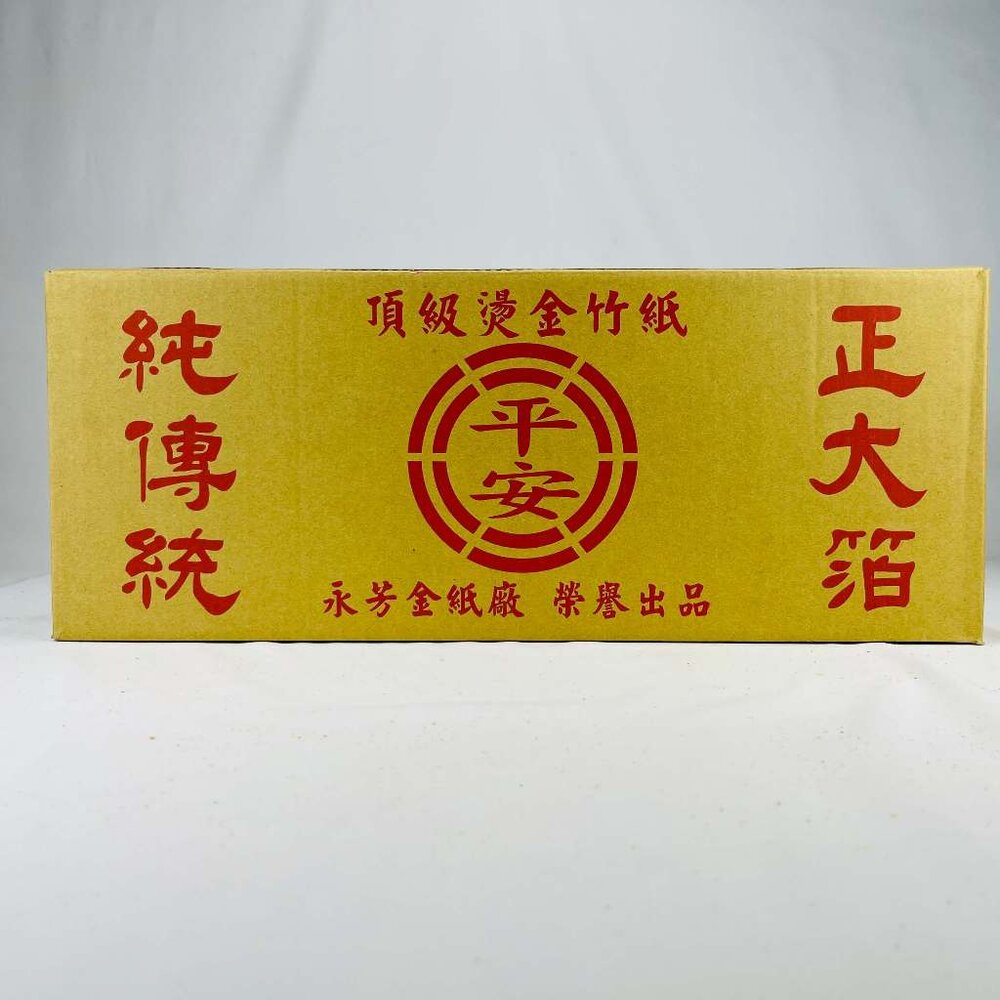 頂級燙金竹紙
正大箔
平安
純傳統
永芳金紙廠 榮譽出品